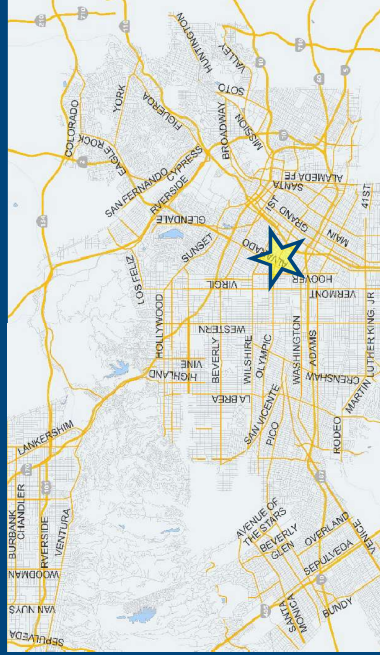 HUNTINGTON
VALLEY
SOTO
YORK
FIGUEROA
BROADWAY
MISSION
COLORADO
EAGLE ROCK
CYPRESS
SANTA
ALAMEDA FE
SAN FERNANDO
RIVERSIDE
1ST
GRAND
41ST
GLENDALE
MAIN
SUNSET
HOOVER
LOS FELIZ
VIRGIL
VERMONT
HOLLYWOOD
WESTERN
BEVERLY
WILSHIRE
OLYMPIC
WASHINGTON
ADAMS
MARTIN LUTHER KING, JR
VINE
HIGHLAND
CRENSHAW
LA BREA
SAN VICENTE
PICO
RODEO
LANKERSHIM
BURBANK
CHANDLER
RIVERSIDE
VENTURA
AVENUE OF
THE STARS
BEVERLY
GLEN
OVERLAND
VENICE
SEPULVEDA
WOODMAN
SANTA
MONICA
BUNDY
VAN NUYS
SEPULVEDA